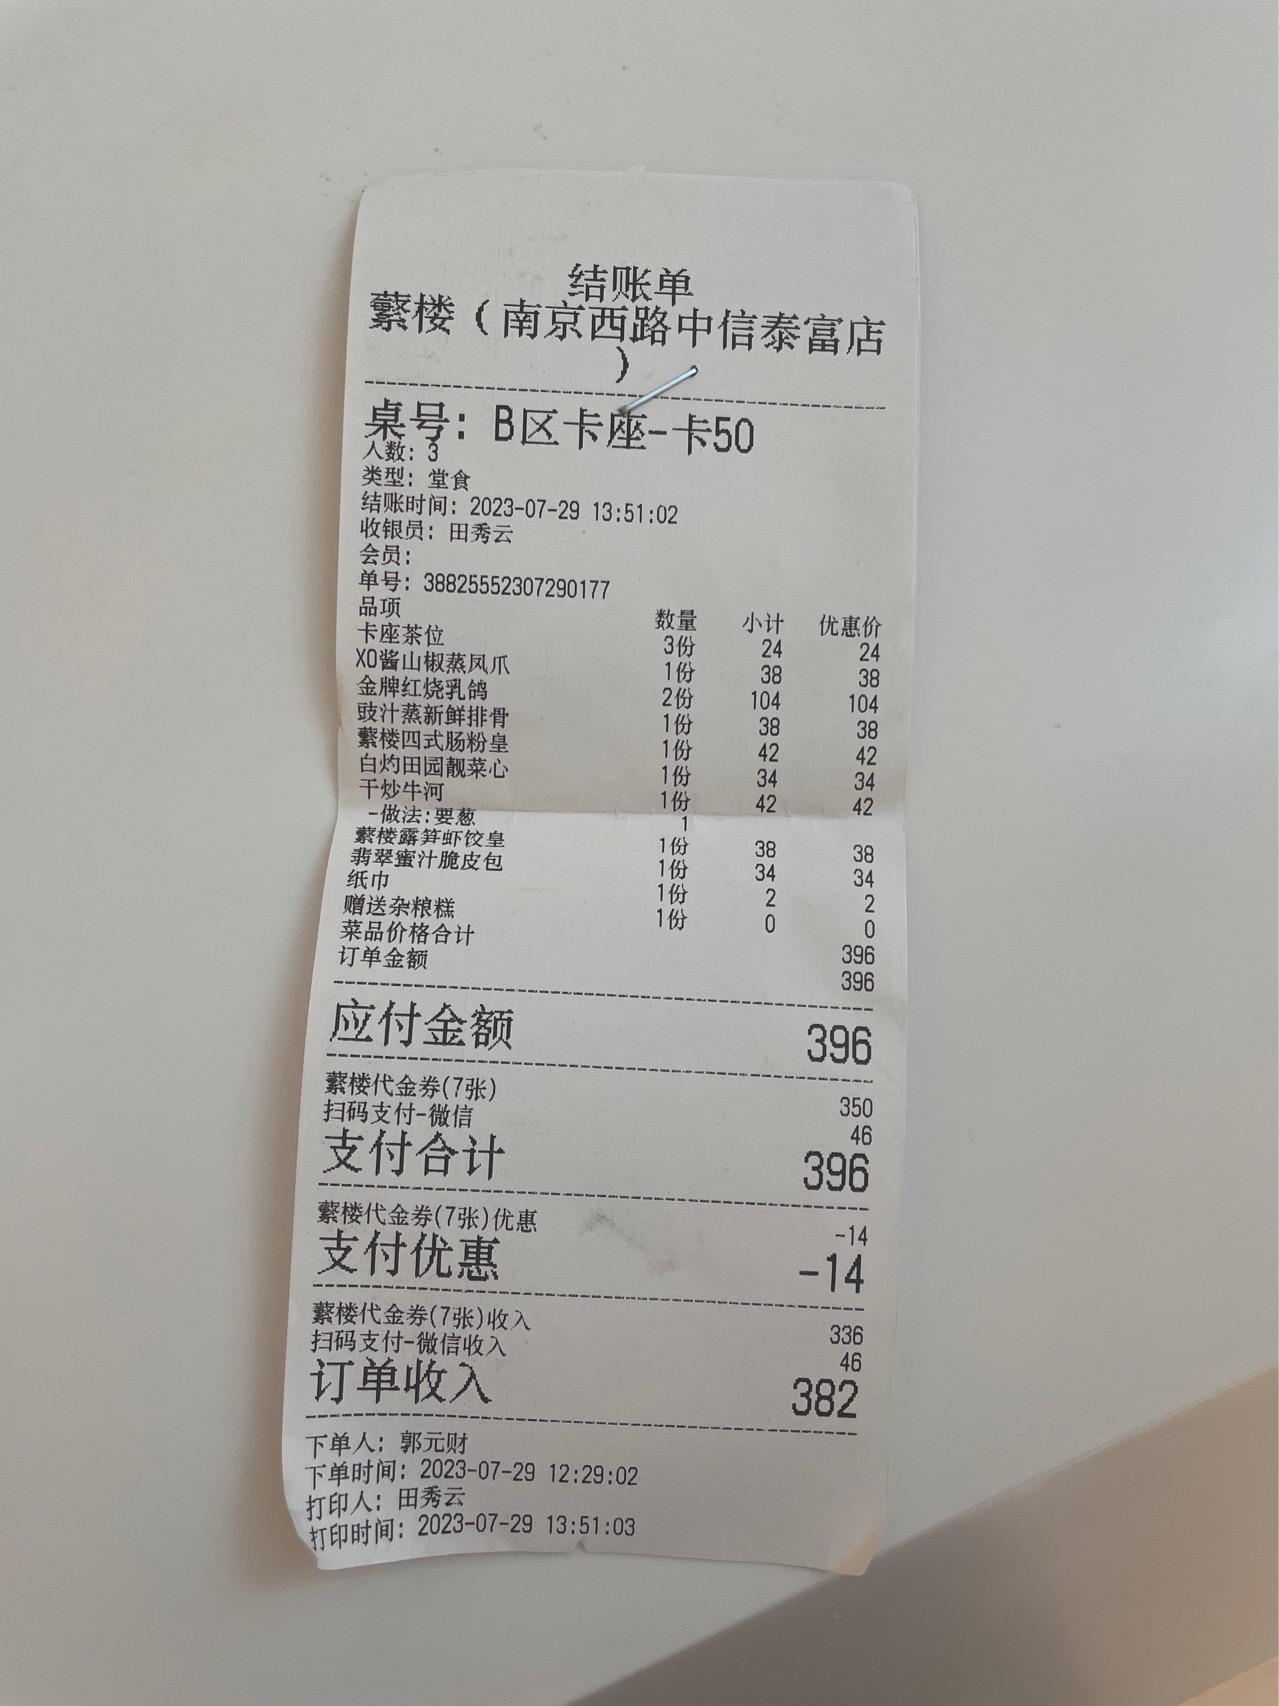 结账单
蘩楼（南京西路中信泰富店
）
桌号: B区卡座-卡50
人数: 3
类型: 堂食
结账时间: 2023-07-29 13:51:02
收银员: 田秀云
会员:
单号: 38825552307290177
品项 数量 小计 优惠价
卡座茶位 3份 24 24
XO酱山椒蒸凤爪 1份 38 38
金牌红烧乳鸽 2份 104 104
豉汁蒸新鲜排骨 1份 38 38
蘩楼四式肠粉皇 1份 42 42
白灼田园靓菜心 1份 34 34
干炒牛河 1份 42 42
-做法:要葱 1
蘩楼露笋虾饺皇 1份 38 38
翡翠蜜汁脆皮包 1份 34 34
纸巾 1份 2 2
赠送杂粮糕 1份 0 0
菜品价格合计 396
订单金额 396
应付金额 396
蘩楼代金券(7张) 350
扫码支付-微信 46
支付合计 396
蘩楼代金券(7张)优惠 -14
支付优惠 -14
蘩楼代金券(7张)收入 336
扫码支付-微信收入 46
订单收入 382
下单人: 郭元财
下单时间: 2023-07-29 12:29:02
打印人: 田秀云
打印时间: 2023-07-29 13:51:03